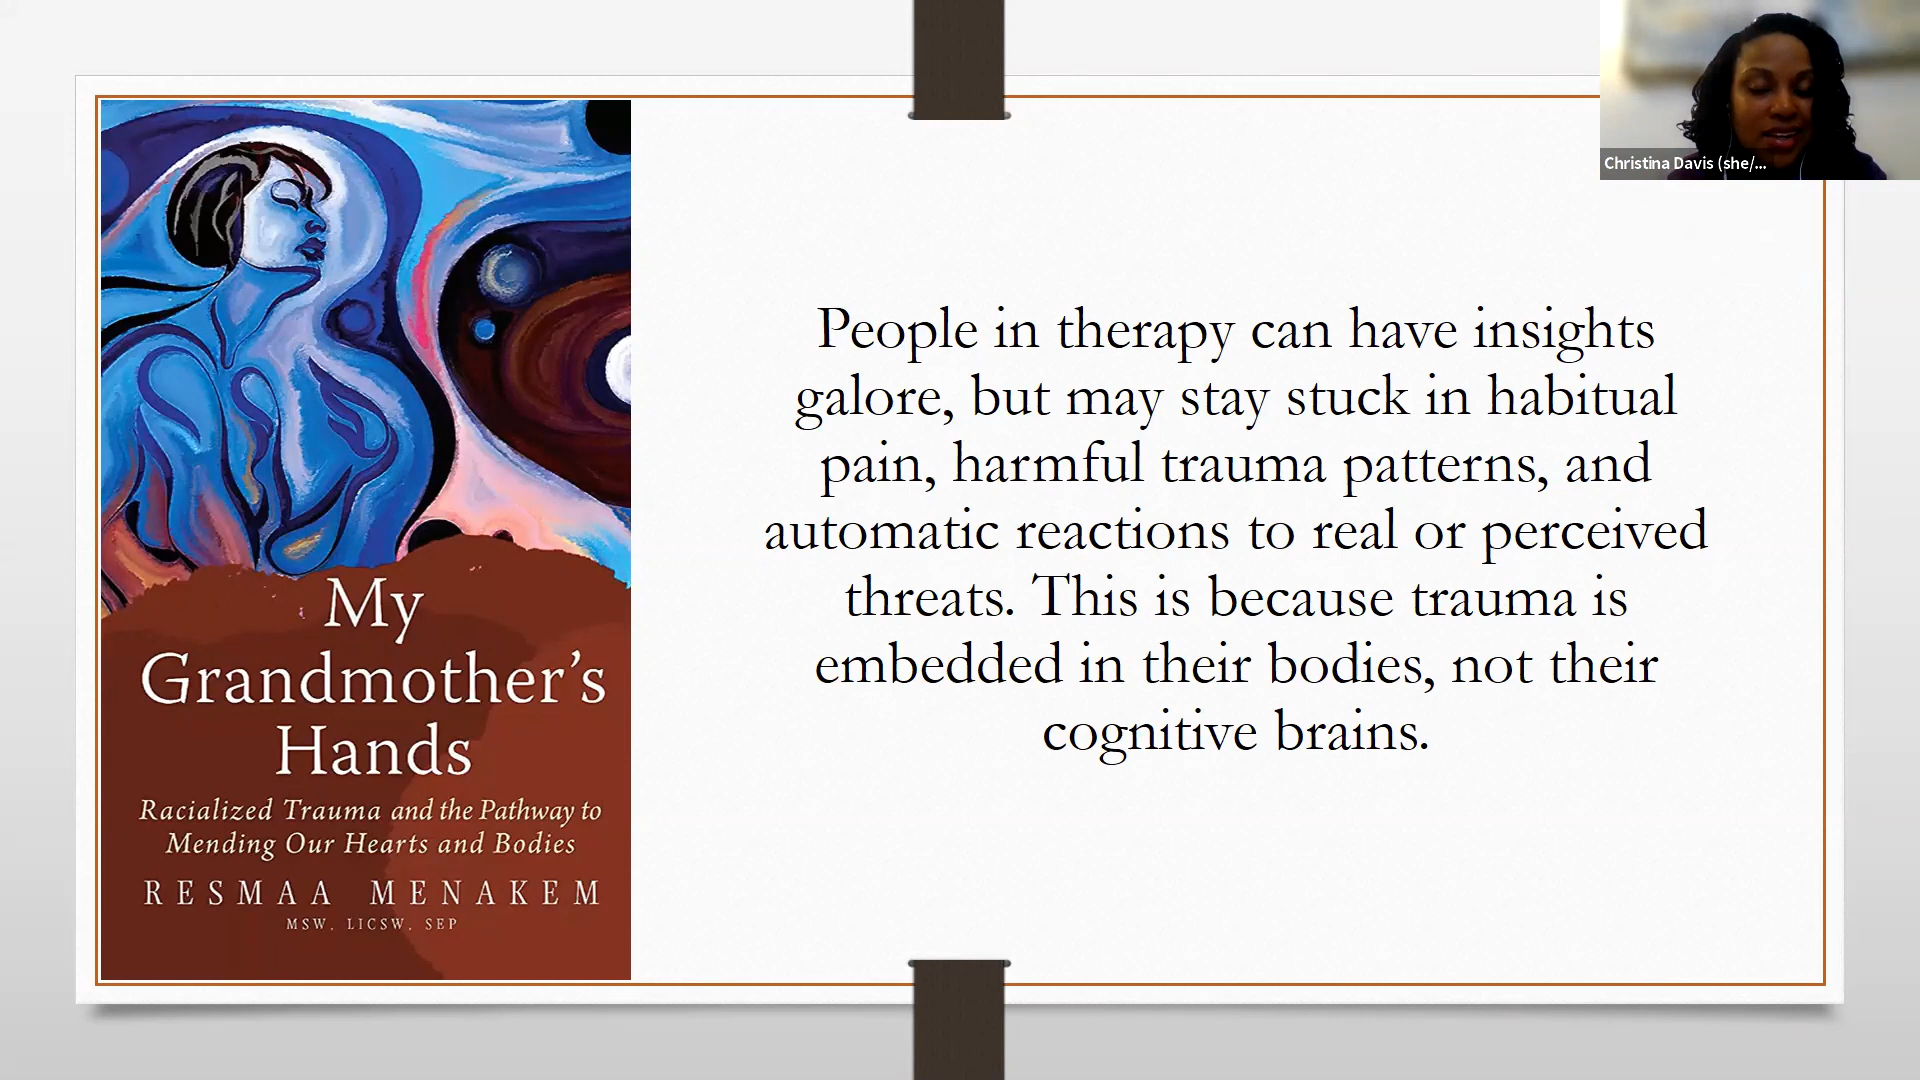 My
Grandmother’s
Hands
Racialized Trauma and the Pathway to
Mending Our Hearts and Bodies
RESMAA MENAKEM
MSW, LICSW, SEP
People in therapy can have insights
galore, but may stay stuck in habitual
pain, harmful trauma patterns, and
automatic reactions to real or perceived
threats. This is because trauma is
embedded in their bodies, not their
cognitive brains.
Christina Davis (she/...